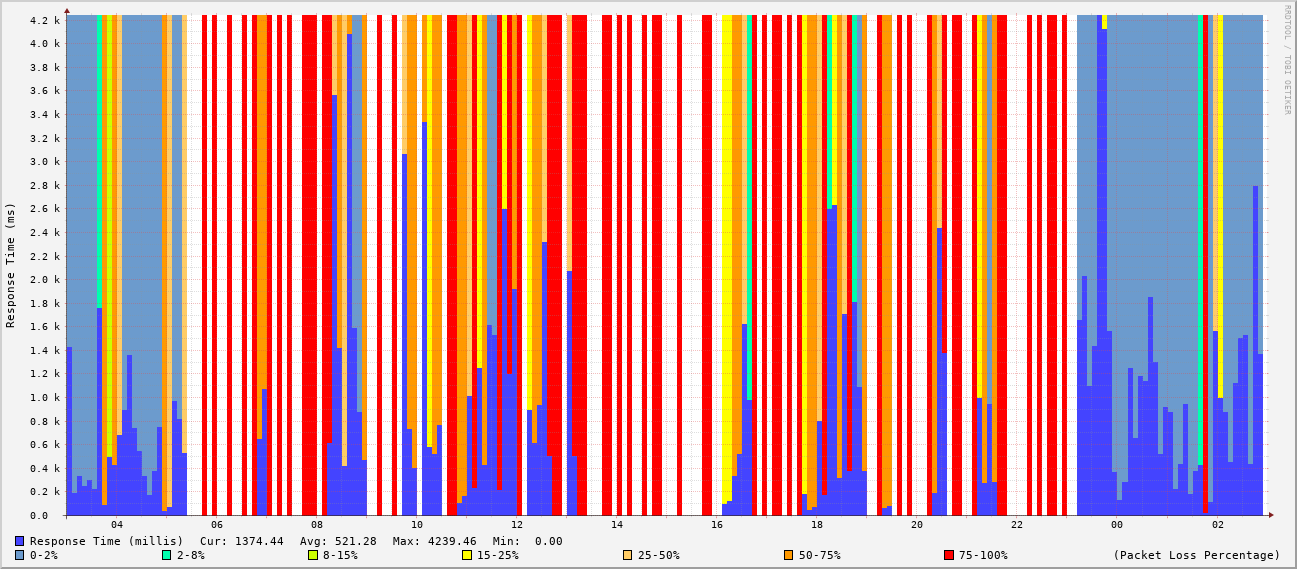 4.2 k
4.0 k
3.8 k
3.6 k
3.4 k
3.2 k
3.0 k
2.8 k
2.6 k
2.4 k
2.2 k
2.0 k
1.8 k
1.6 k
1.4 k
1.2 k
1.0 k
0.8 k
0.6 k
0.4 k
0.2 k
0.0
Response Time (ms)
RRDTOOL / TOBI OETIKER
04 06 08 10 12 14 16 18 20 22 00 02
Response Time (millis) Cur: 1374.44 Avg: 521.28 Max: 4239.46 Min: 0.00
0-2% 2-8% 8-15% 15-25% 25-50% 50-75% 75-100% (Packet Loss Percentage)